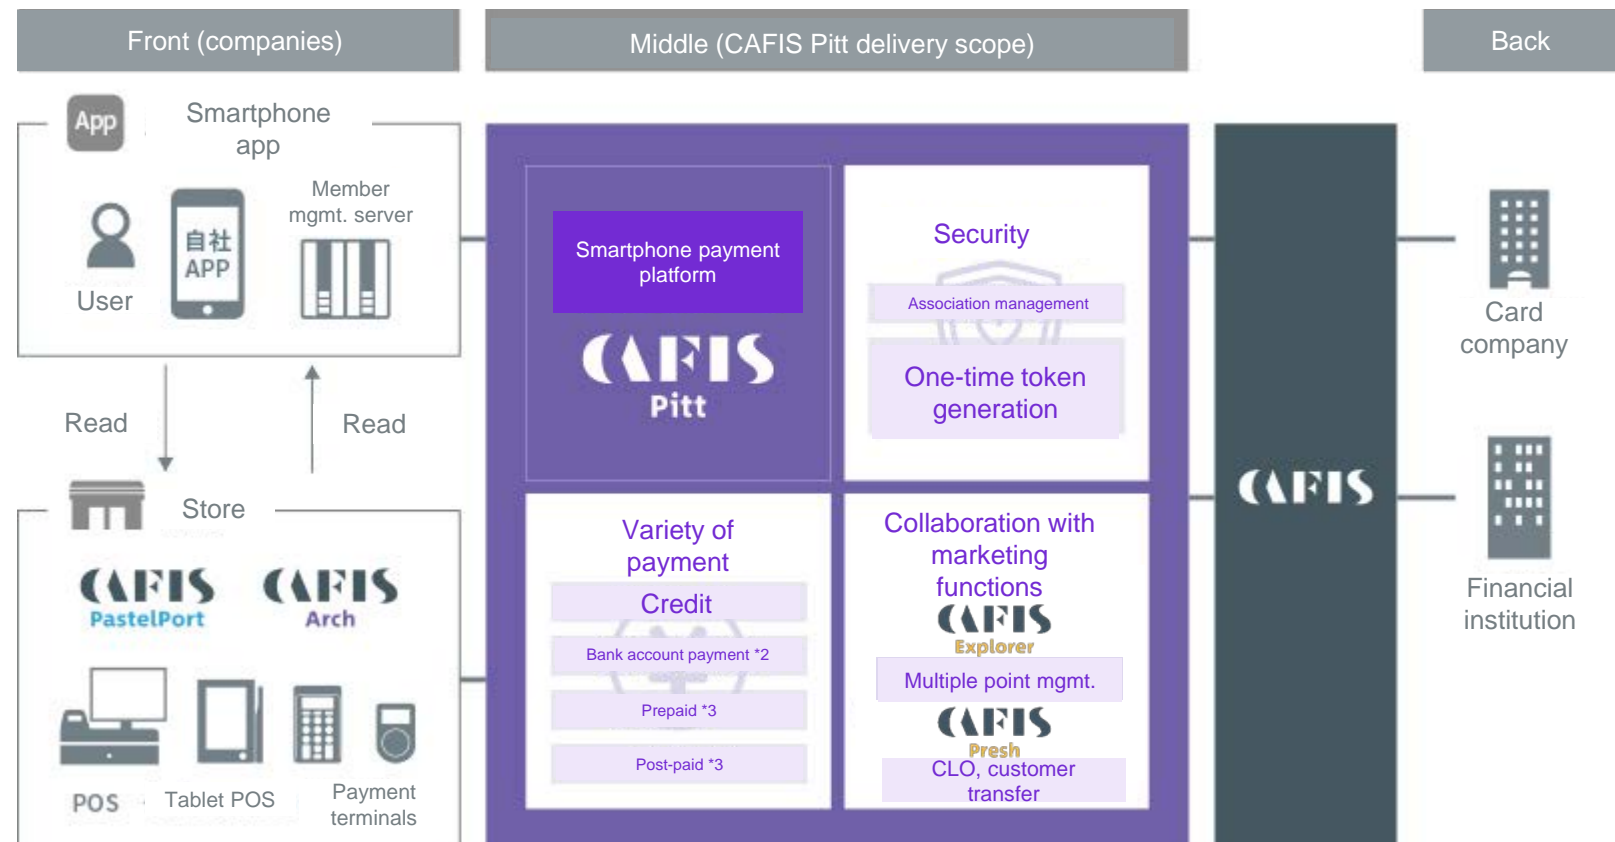 Front (companies)
Middle (CAFIS Pitt delivery scope)
Back
App
Smartphone
app
Member
mgmt. server
自社
APP
User
Read
Read
Store
CAFIS
PastelPort
CAFIS
Arch
POS
Tablet POS
Payment
terminals
Smartphone payment
platform
CAFIS
Pitt
Security
Association management
One-time token
generation
Variety of
payment
Credit
Bank account payment *2
Prepaid *3
Post-paid *3
Collaboration with
marketing
functions
CAFIS
Explorer
Multiple point mgmt.
CAFIS
Presh
CLO, customer
transfer
CAFIS
Card
company
Financial
institution